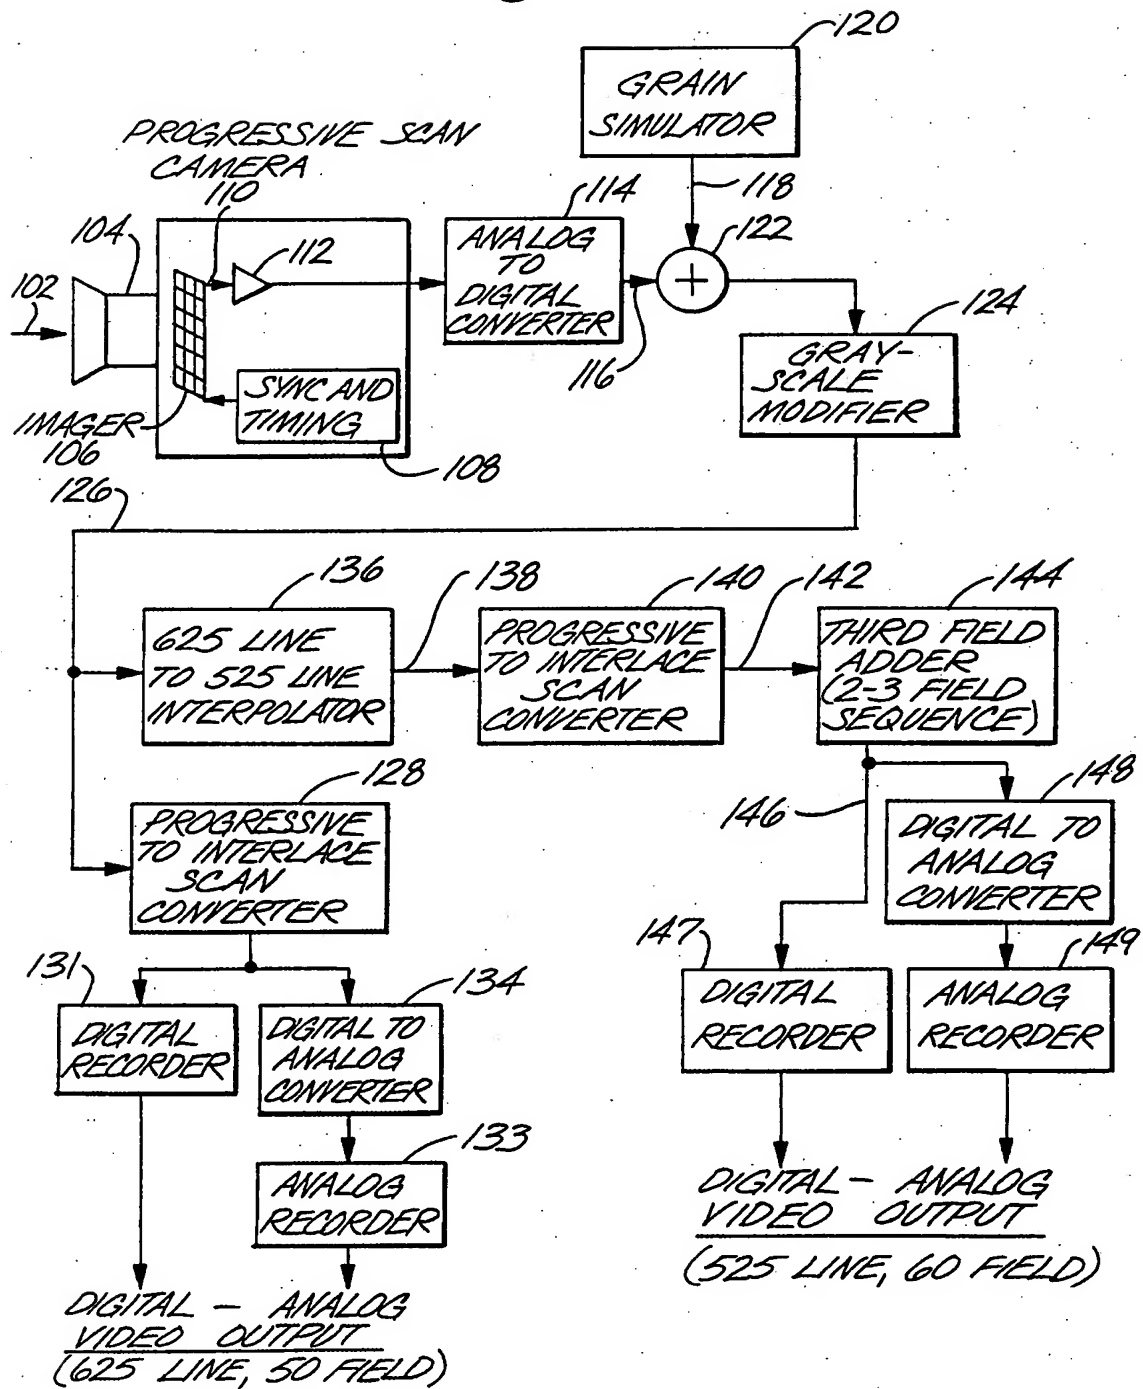 120
GRAIN
SIMULATOR
118
PROGRESSIVE SCAN
CAMERA
110
112
104
102
IMAGER
106
SYNC AND
TIMING
108
114
ANALOG
TO
DIGITAL
CONVERTER
116
122
+
124
GRAY-
SCALE
MODIFIER
126
136
625 LINE
TO 525 LINE
INTERPOLATOR
138
140
PROGRESSIVE
TO INTERLACE
SCAN
CONVERTER
142
144
THIRD FIELD
ADDER
(2-3 FIELD
SEQUENCE)
128
PROGRESSIVE
TO INTERLACE
SCAN
CONVERTER
146
148
DIGITAL TO
ANALOG
CONVERTER
147
DIGITAL
RECORDER
149
ANALOG
RECORDER
131
DIGITAL
RECORDER
134
DIGITAL TO
ANALOG
CONVERTER
133
ANALOG
RECORDER
DIGITAL - ANALOG
VIDEO OUTPUT
(525 LINE, 60 FIELD)
DIGITAL - ANALOG
VIDEO OUTPUT
(625 LINE, 50 FIELD)